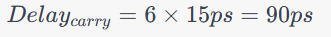 Delay_carry = 6 × 15ps = 90ps